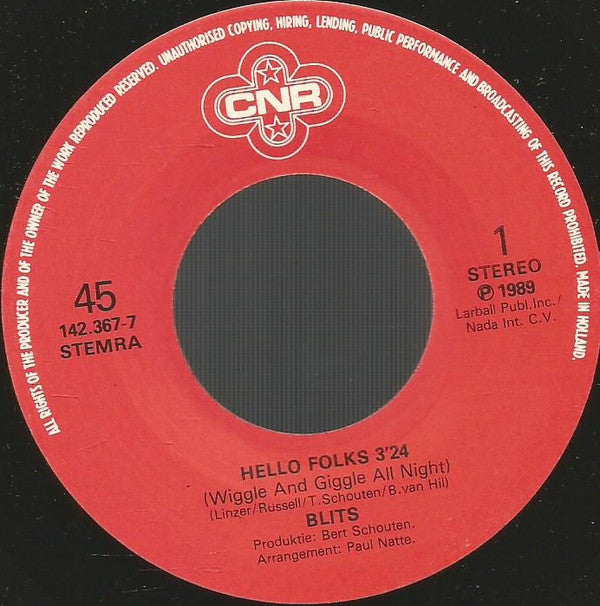 ALL RIGHTS OF THE PRODUCER AND OF THE OWNER OF THE WORK REPRODUCED RESERVED. UNAUTHORISED COPYING, HIRING, LENDING, PUBLIC PERFORMANCE AND BROADCASTING OF THIS RECORD PROHIBITED. MADE IN HOLLAND.
CNR
45
142.367-7
STEMRA
1
STEREO
℗ 1989
Larball Publ.Inc./
Nada Int. C.V.
HELLO FOLKS 3'24
(Wiggle And Giggle All Night)
(Linzer/Russell/T.Schouten/B.van Hil)
BLITS
Produktie: Bert Schouten.
Arrangement: Paul Natte.